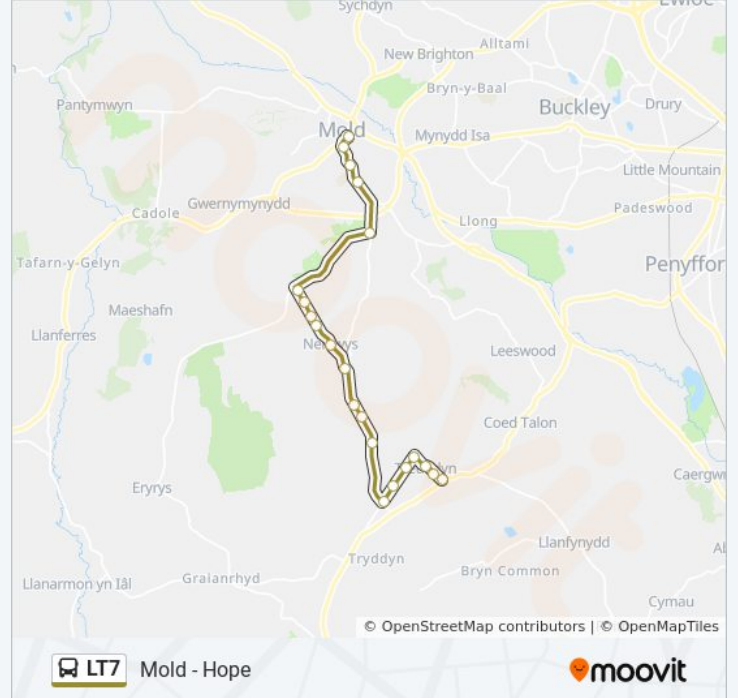 Sychdyn
Ewloe
New Brighton
Alltami
Bryn-y-Baal
Pantymwyn
Buckley
Drury
Mold
Mynydd Isa
Little Mountain
Gwernymynydd
Padeswood
Cadole
Llong
Tafarn-y-Gelyn
Penyffor
Maeshafn
Llanferres
Leeswood
Coed Talon
Caergw
Eryrys
Llanfynydd
Tryddyn
Bryn Common
Llanarmon yn Iâl
Graianrhyd
Cymau
© OpenStreetMap contributors | © OpenMapTiles
LT7 Mold - Hope
moovit